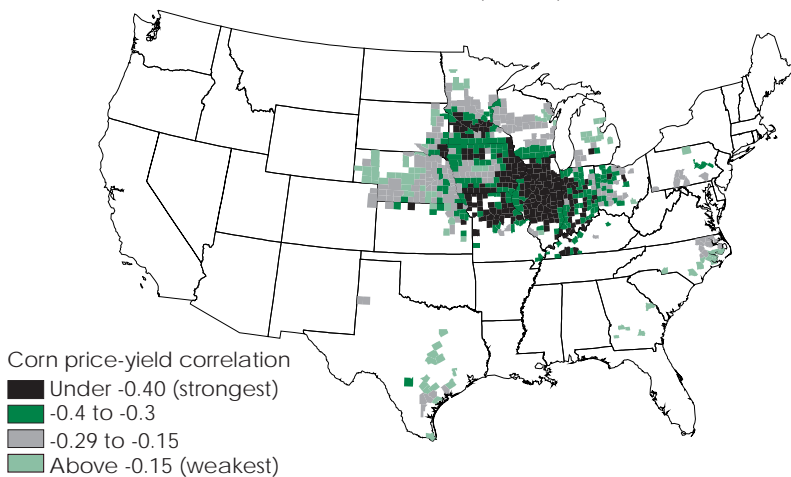 Corn price-yield correlation
Under -0.40 (strongest)
-0.4 to -0.3
-0.29 to -0.15
Above -0.15 (weakest)